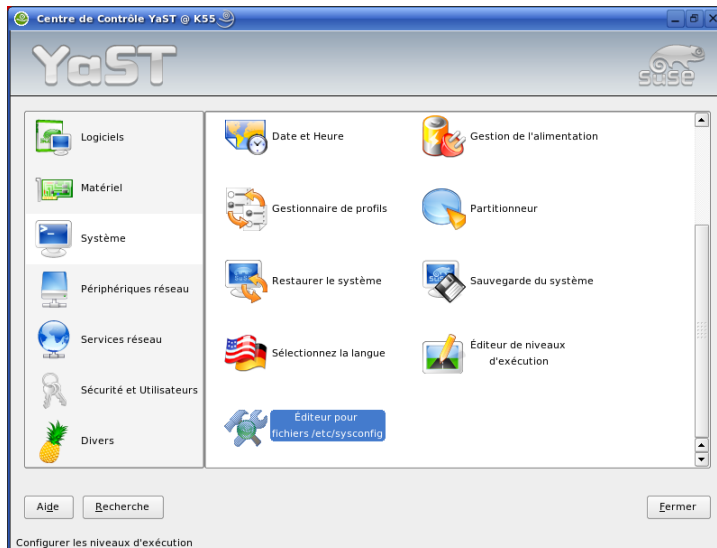 Centre de Contrôle YaST @ K55
YaST
suse
Logiciels
Matériel
Système
Périphériques réseau
Services réseau
Sécurité et Utilisateurs
Divers
Date et Heure
Gestion de l'alimentation
Gestionnaire de profils
Partitionneur
Restaurer le système
Sauvegarde du système
Sélectionnez la langue
Éditeur de niveaux
d'exécution
Éditeur pour
fichiers /etc/sysconfig
Aide
Recherche
Fermer
Configurer les niveaux d'exécution